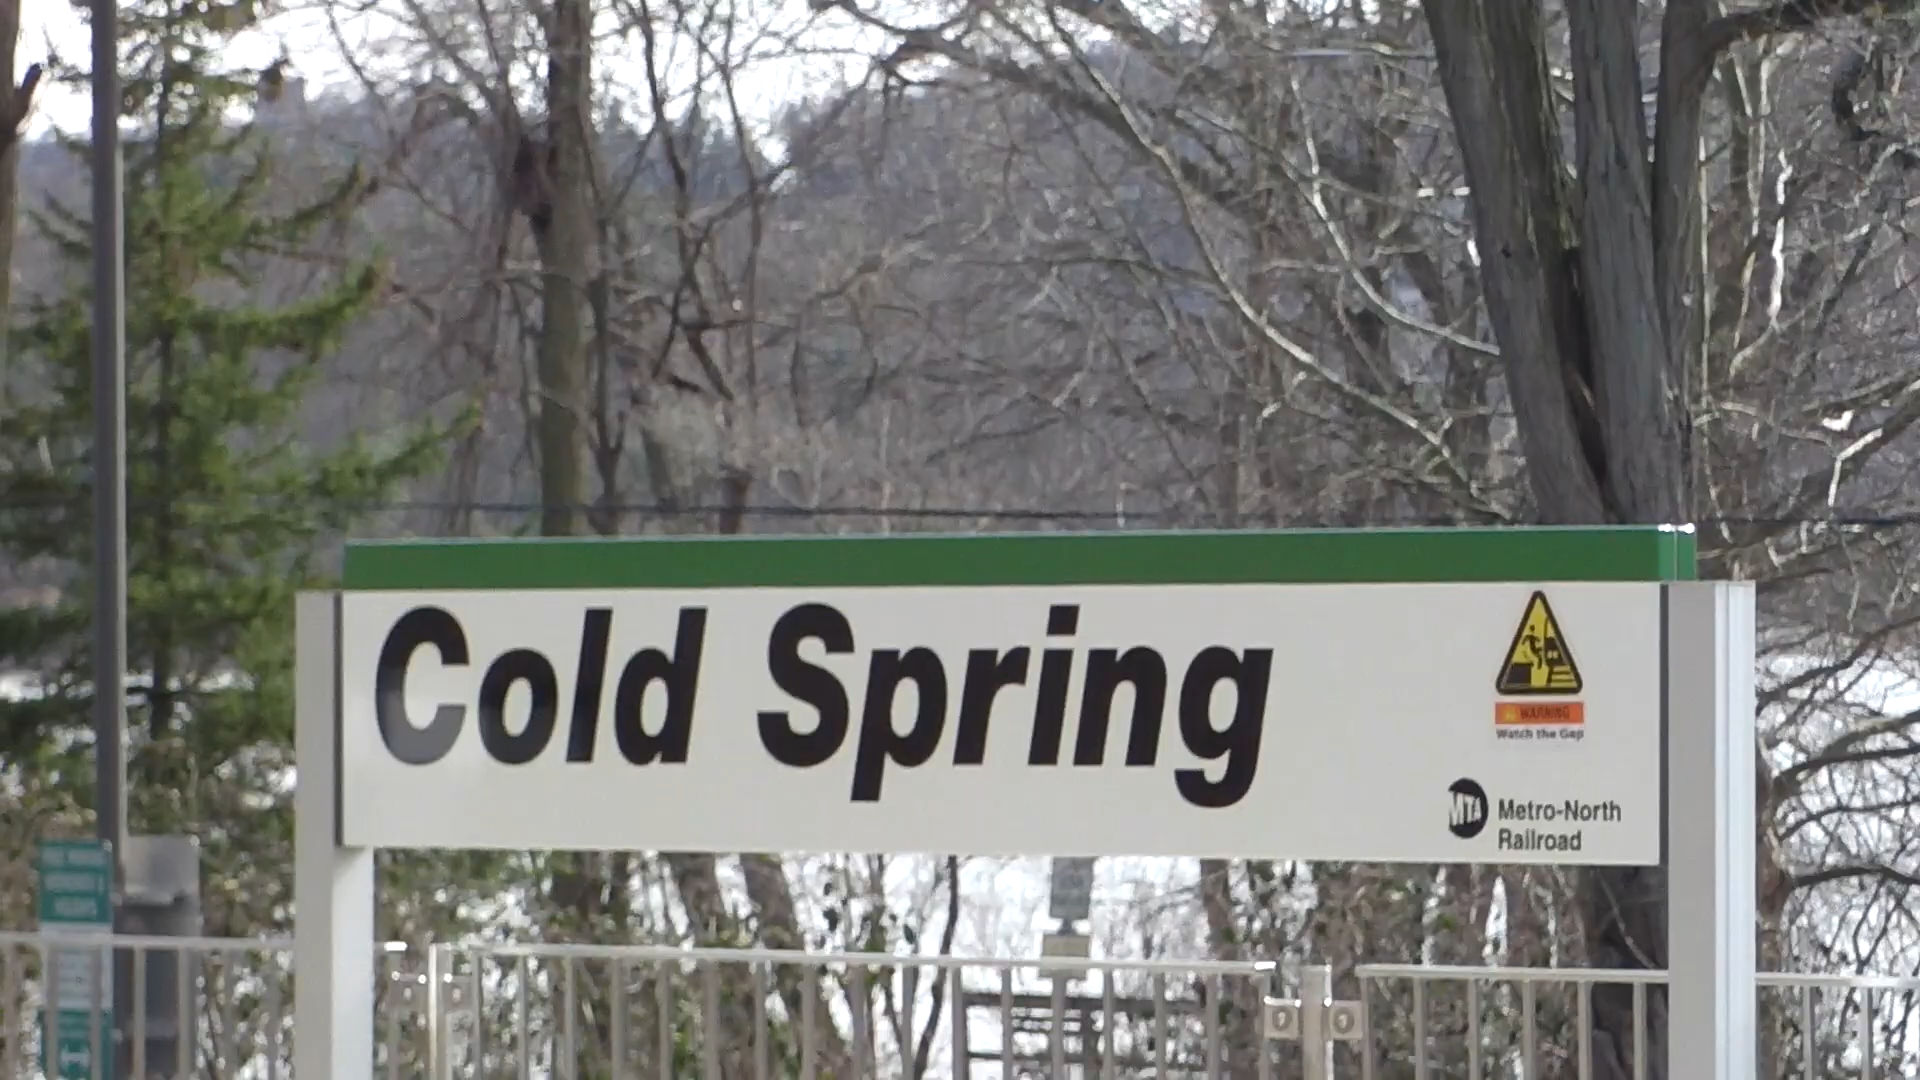 Cold Spring
WARNING
Watch the Gap
MTA
Metro-North
Railroad